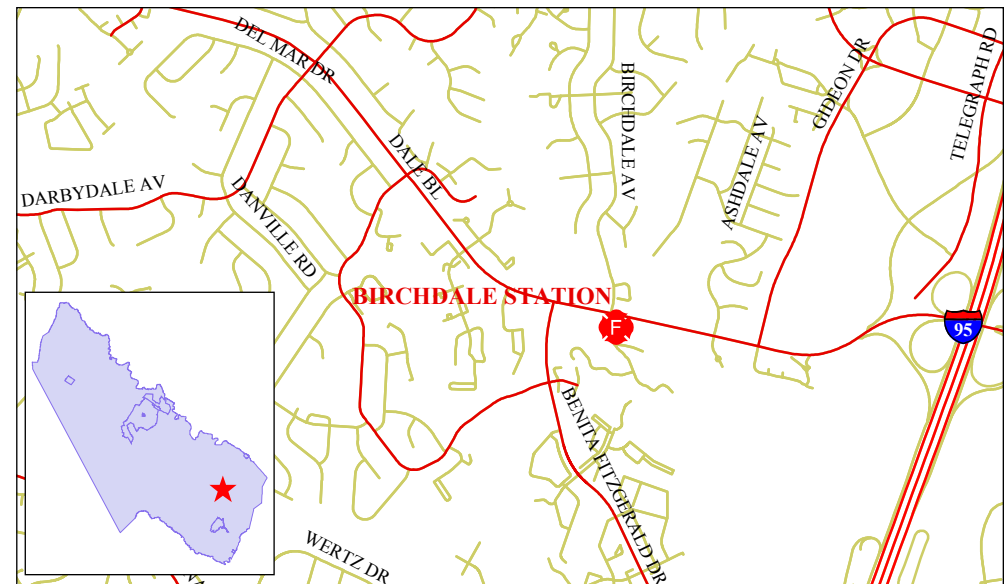 DEL MAR DR
BIRCHDALE AV
GIDEON DR
TELEGRAPH RD
DALE BL
ASHDALE AV
DARBYDALE AV
DANVILLE RD
BIRCHDALE STATION
F
95
BENITA FITZGERALD DR
WERTZ DR